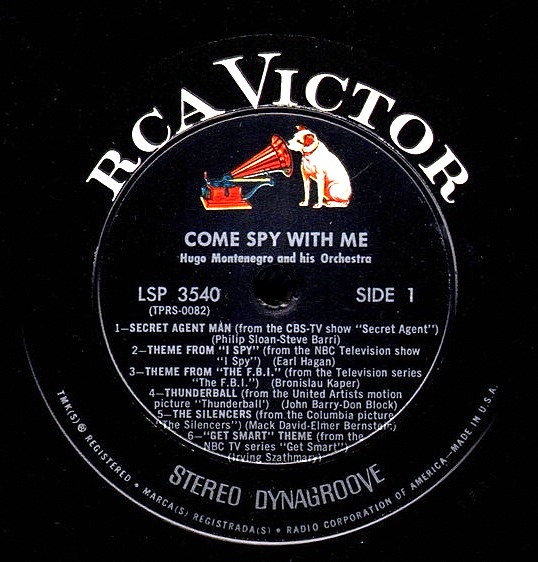 RCA VICTOR
COME SPY WITH ME
Hugo Montenegro and his Orchestra
LSP 3540
SIDE 1
(TPRS-0082)
1—SECRET AGENT MAN (from the CBS-TV show "Secret Agent")
(Philip Sloan-Steve Barri)
2—THEME FROM "I SPY" (from the NBC Television show
"I Spy") (Earl Hagan)
3—THEME FROM "THE F.B.I." (from the Television series
"The F.B.I.") (Bronislau Kaper)
4—THUNDERBALL (from the United Artists motion
picture "Thunderball') (John Barry-Don Block)
5—THE SILENCERS (from the Columbia picture
"The Silencers") (Mack David-Elmer Bernstein)
6—"GET SMART" THEME (from the
NBC TV series "Get Smart")
(Irving Szathmary)
STEREO DYNAGROOVE
TMK(S) ® REGISTERED • MARCA(S) REGISTRADA(S) • RADIO CORPORATION OF AMERICA—MADE IN U.S.A.